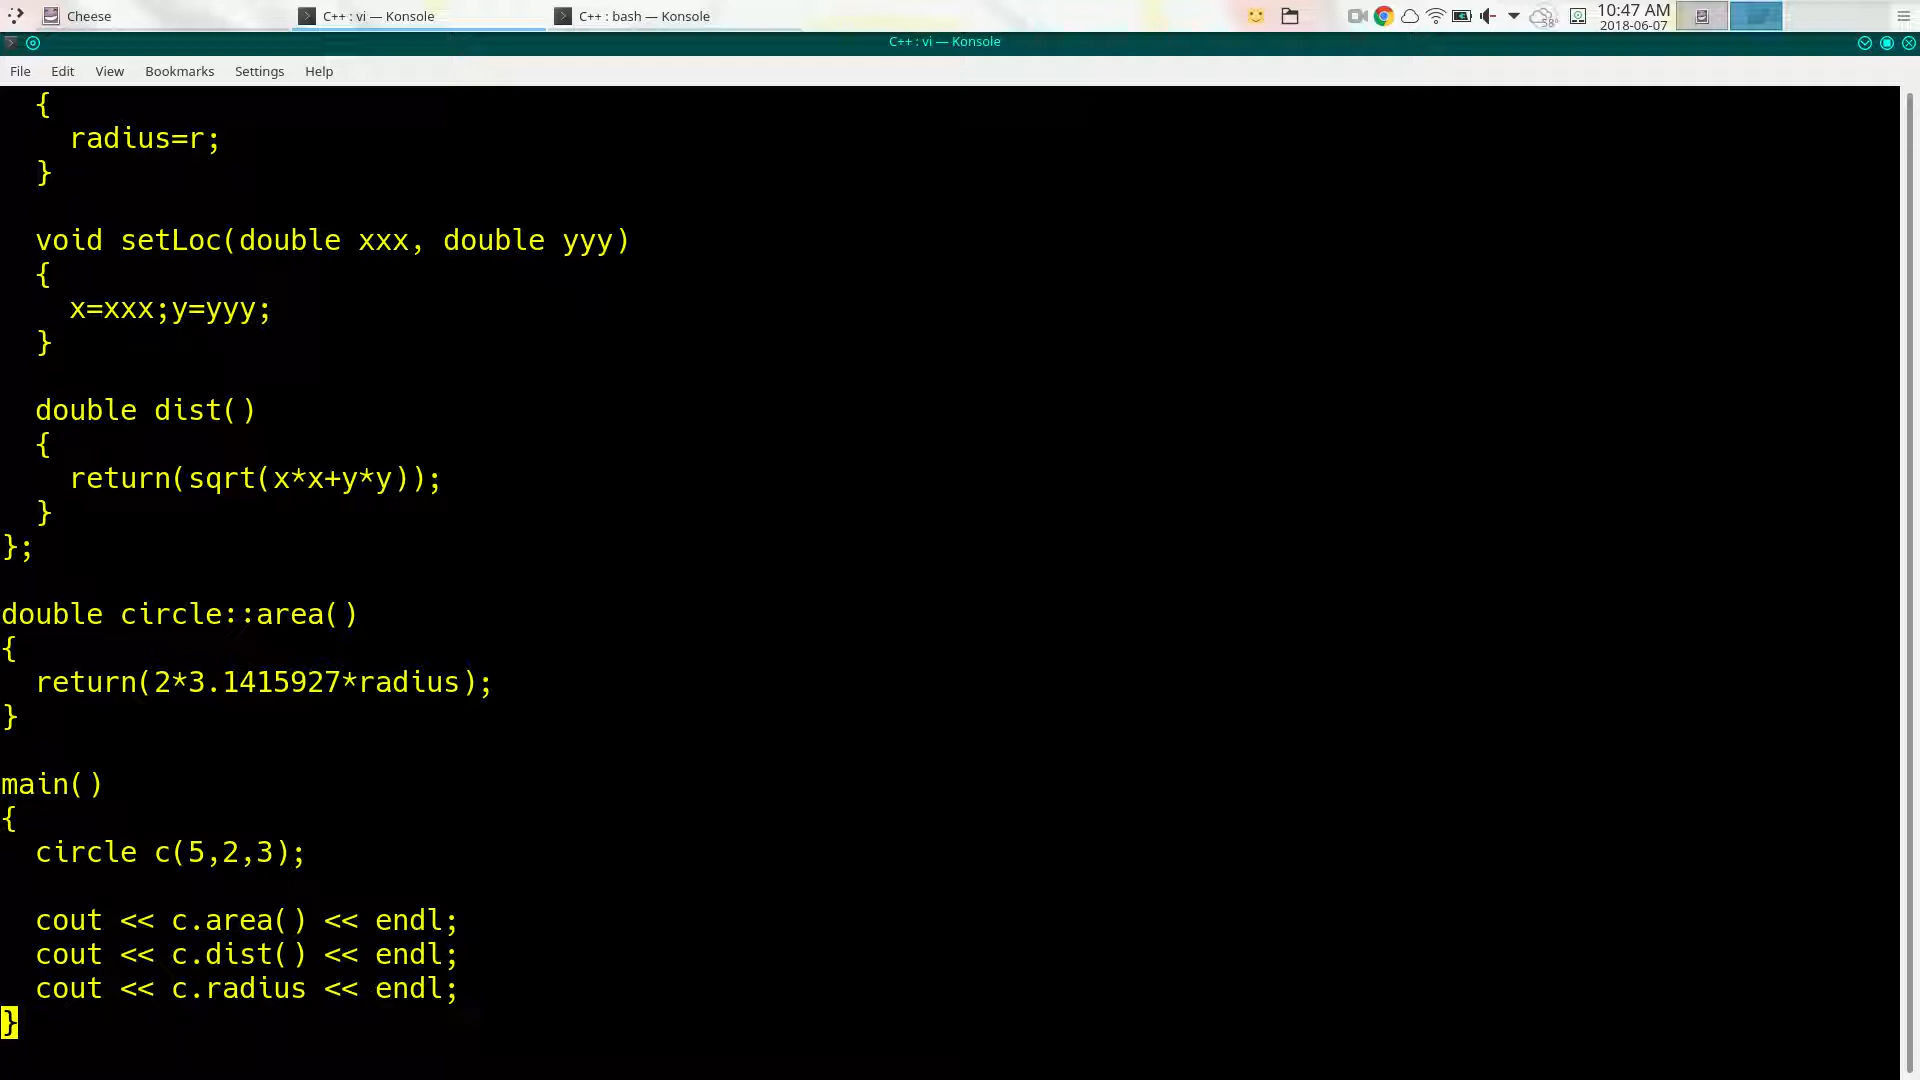 Cheese
C++ : vi — Konsole
C++ : bash — Konsole
58°
10:47 AM
2018-06-07
C++ : vi — Konsole
File Edit View Bookmarks Settings Help
{
radius=r;
}
void setLoc(double xxx, double yyy)
{
x=xxx;y=yyy;
}
double dist()
{
return(sqrt(x*x+y*y));
}
};
double circle::area()
{
return(2*3.1415927*radius);
}
main()
{
circle c(5,2,3);
cout << c.area() << endl;
cout << c.dist() << endl;
cout << c.radius << endl;
}